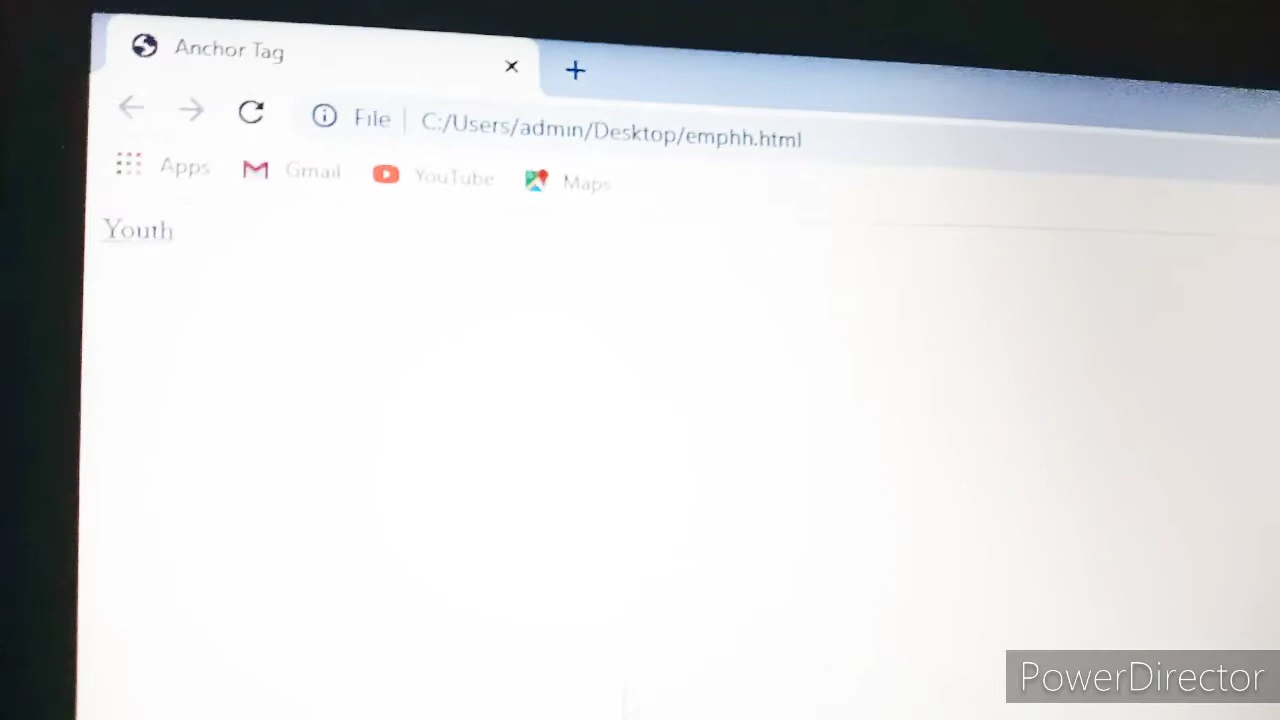 Anchor Tag
File
C:/Users/admin/Desktop/emphh.html
Apps
Gmail
YouTube
Maps
Youth
PowerDirector